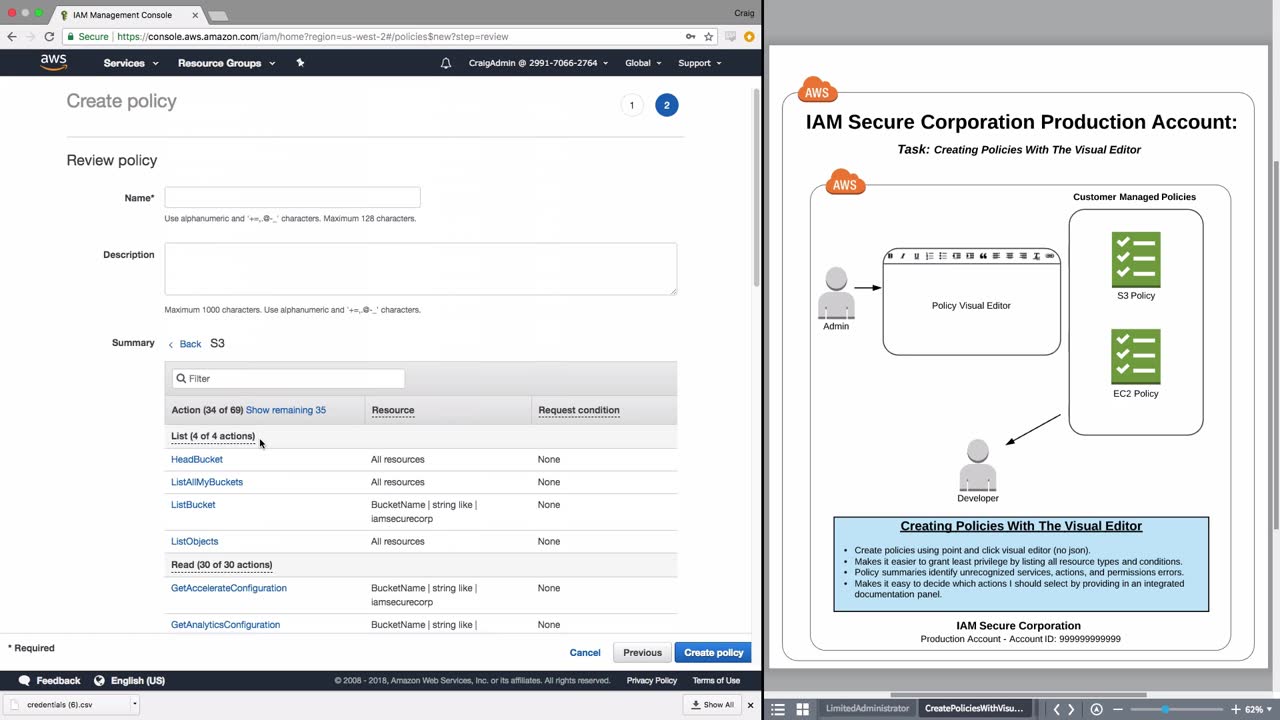 IAM Management Console
Craig
Secure | https://console.aws.amazon.com/iam/home?region=us-west-2#/policies$new?step=review
aws
Services
Resource Groups
CraigAdmin @ 2991-7066-2764
Global
Support
Create policy
1
2
Review policy
Name*
Use alphanumeric and '+=,.@-_' characters. Maximum 128 characters.
Description
Maximum 1000 characters. Use alphanumeric and '+=,.@-_' characters.
Summary
Back
S3
Filter
Action (34 of 69) Show remaining 35
Resource
Request condition
List (4 of 4 actions)
HeadBucket
All resources
None
ListAllMyBuckets
All resources
None
ListBucket
BucketName | string like |
iamsecurecorp
None
ListObjects
All resources
None
Read (30 of 30 actions)
GetAccelerateConfiguration
BucketName | string like |
iamsecurecorp
None
GetAnalyticsConfiguration
BucketName | string like |
None
* Required
Cancel
Previous
Create policy
Feedback
English (US)
© 2008 - 2018, Amazon Web Services, Inc. or its affiliates. All rights reserved.
Privacy Policy
Terms of Use
credentials (6).csv
Show All
AWS
IAM Secure Corporation Production Account:
Task: Creating Policies With The Visual Editor
AWS
Customer Managed Policies
Policy Visual Editor
Admin
S3 Policy
EC2 Policy
Developer
Creating Policies With The Visual Editor
• Create policies using point and click visual editor (no json).
• Makes it easier to grant least privilege by listing all resource types and conditions.
• Policy summaries identify unrecognized services, actions, and permissions errors.
• Makes it easy to decide which actions I should select by providing in an integrated
documentation panel.
IAM Secure Corporation
Production Account - Account ID: 999999999999
LimitedAdministrator
CreatePoliciesWithVisu...
62%